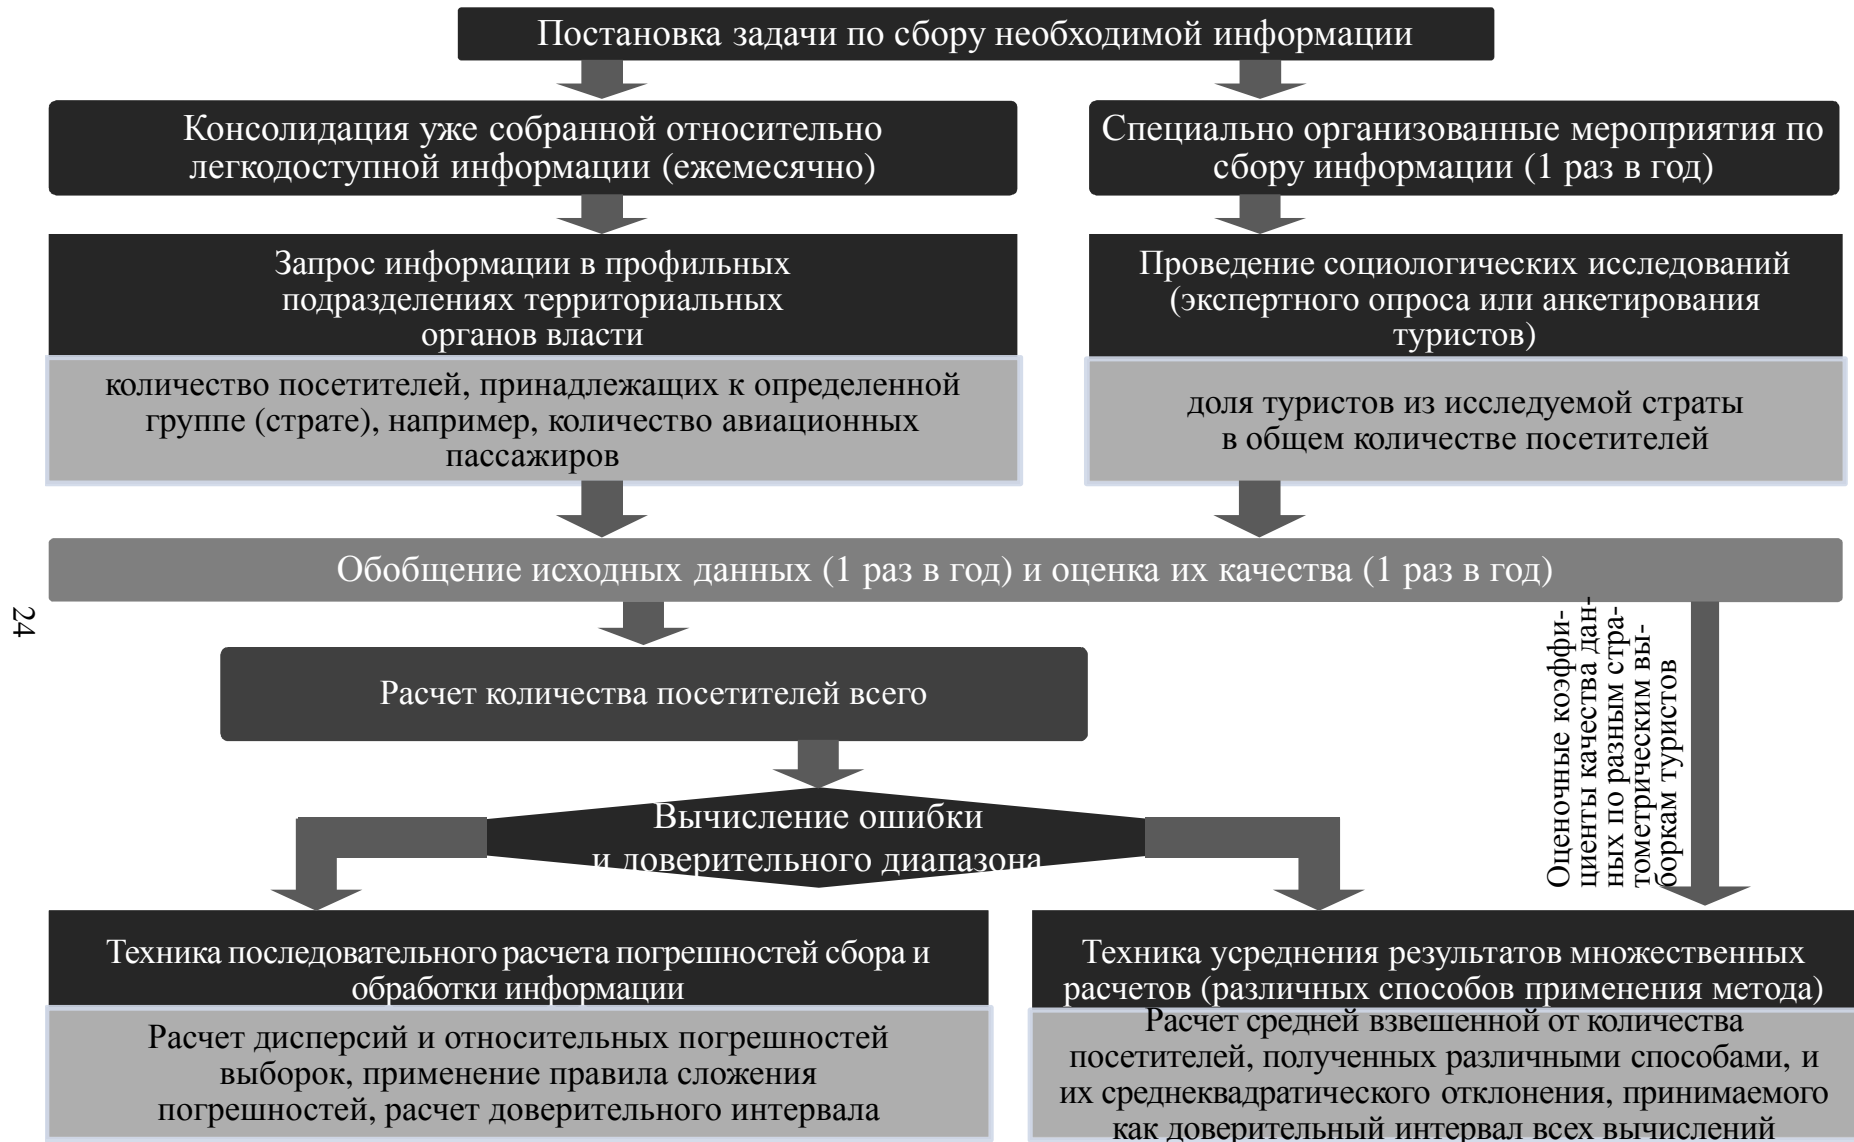 Постановка задачи по сбору необходимой информации
Консолидация уже собранной относительно
легкодоступной информации (ежемесячно)
Специально организованные мероприятия по
сбору информации (1 раз в год)
Запрос информации в профильных
подразделениях территориальных
органов власти
Проведение социологических исследований
(экспертного опроса или анкетирования
туристов)
количество посетителей, принадлежащих к определенной
группе (страте), например, количество авиационных
пассажиров
доля туристов из исследуемой страты
в общем количестве посетителей
Обобщение исходных данных (1 раз в год) и оценка их качества (1 раз в год)
24
Расчет количества посетителей всего
Оценочные коэффи-
циенты качества дан-
ных по разным стра-
тометрическим вы-
боркам туристов
Вычисление ошибки
и доверительного диапазона
Техника последовательного расчета погрешностей сбора и
обработки информации
Расчет дисперсий и относительных погрешностей
выборок, применение правила сложения
погрешностей, расчет доверительного интервала
Техника усреднения результатов множественных
расчетов (различных способов применения метода)
Расчет средней взвешенной от количества
посетителей, полученных различными способами, и
их среднеквадратического отклонения, принимаемого
как доверительный интервал всех вычислений